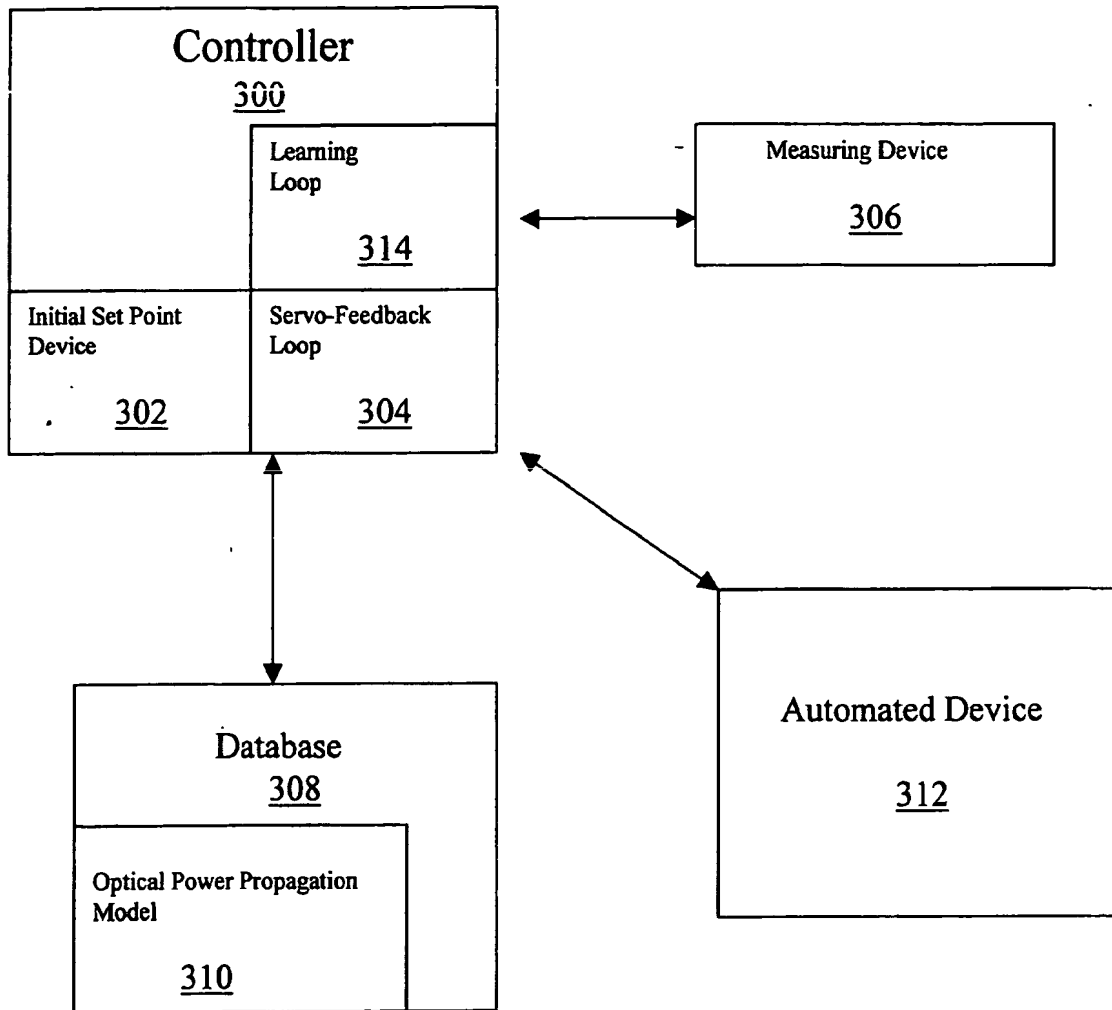 Controller
300
Learning
Loop
314
Initial Set Point
Device
302
Servo-Feedback
Loop
304
Measuring Device
306
Database
308
Optical Power Propagation
Model
310
Automated Device
312